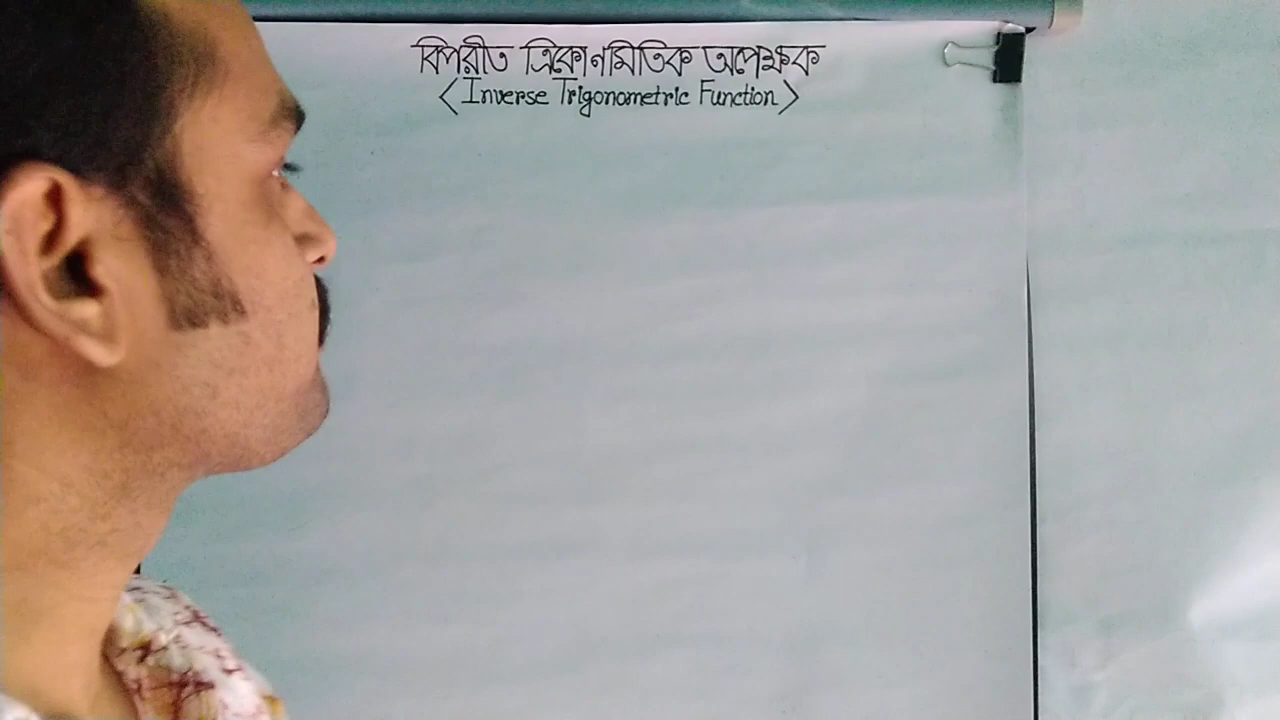 বিপরীত ত্রিকোণমিতিক অপেক্ষক
< Inverse Trigonometric Function >